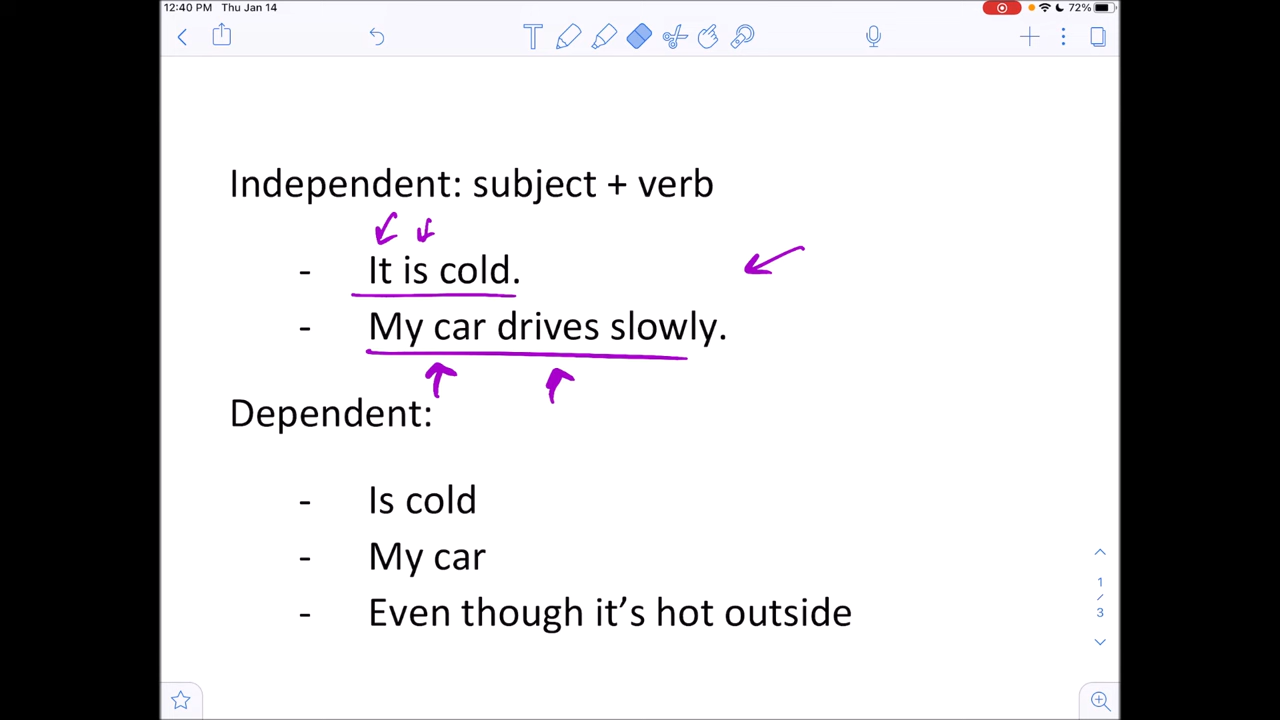 12:40 PM Thu Jan 14
72%
Independent: subject + verb
- It is cold.
- My car drives slowly.
Dependent:
- Is cold
- My car
- Even though it’s hot outside
1
/
3